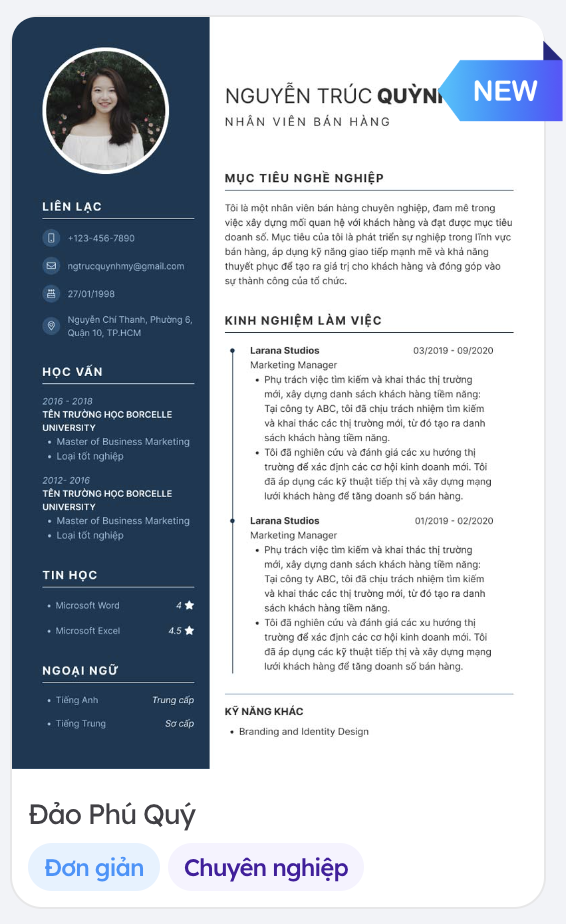 NGUYỄN TRÚC
NEW
NHÂN VIÊN BÁN HÀNG
LIÊN LẠC
+123-456-7890
ngtrucquynhmy@gmail.com
27/01/1998
Nguyễn Chí Thanh, Phường 6,
Quận 10, TP.HCM
HỌC VẤN
2016 - 2018
TÊN TRƯỜNG HỌC BORCELLE
UNIVERSITY
• Master of Business Marketing
• Loại tốt nghiệp
2012- 2016
TÊN TRƯỜNG HỌC BORCELLE
UNIVERSITY
• Master of Business Marketing
• Loại tốt nghiệp
TIN HỌC
• Microsoft Word 4
• Microsoft Excel 4.5
NGOẠI NGỮ
• Tiếng Anh Trung cấp
• Tiếng Trung Sơ cấp
MỤC TIÊU NGHỀ NGHIỆP
Tôi là một nhân viên bán hàng chuyên nghiệp, đam mê trong
việc xây dựng mối quan hệ với khách hàng và đạt được mục tiêu
doanh số. Mục tiêu của tôi là phát triển sự nghiệp trong lĩnh vực
bán hàng, áp dụng kỹ năng giao tiếp mạnh mẽ và khả năng
thuyết phục để tạo ra giá trị cho khách hàng và đóng góp vào
sự thành công của tổ chức.
KINH NGHIỆM LÀM VIỆC
Larana Studios 03/2019 - 09/2020
Marketing Manager
• Phụ trách việc tìm kiếm và khai thác thị trường
mới, xây dựng danh sách khách hàng tiềm năng:
Tại công ty ABC, tôi đã chịu trách nhiệm tìm kiếm
và khai thác các thị trường mới, từ đó tạo ra danh
sách khách hàng tiềm năng.
• Tôi đã nghiên cứu và đánh giá các xu hướng thị
trường để xác định các cơ hội kinh doanh mới. Tôi
đã áp dụng các kỹ thuật tiếp thị và xây dựng mạng
lưới khách hàng để tăng doanh số bán hàng.
Larana Studios 01/2019 - 02/2020
Marketing Manager
• Phụ trách việc tìm kiếm và khai thác thị trường
mới, xây dựng danh sách khách hàng tiềm năng:
Tại công ty ABC, tôi đã chịu trách nhiệm tìm kiếm
và khai thác các thị trường mới, từ đó tạo ra danh
sách khách hàng tiềm năng.
• Tôi đã nghiên cứu và đánh giá các xu hướng thị
trường để xác định các cơ hội kinh doanh mới. Tôi
đã áp dụng các kỹ thuật tiếp thị và xây dựng mạng
lưới khách hàng để tăng doanh số bán hàng.
KỸ NĂNG KHÁC
• Branding and Identity Design
Đảo Phú Quý
Đơn giản
Chuyên nghiệp